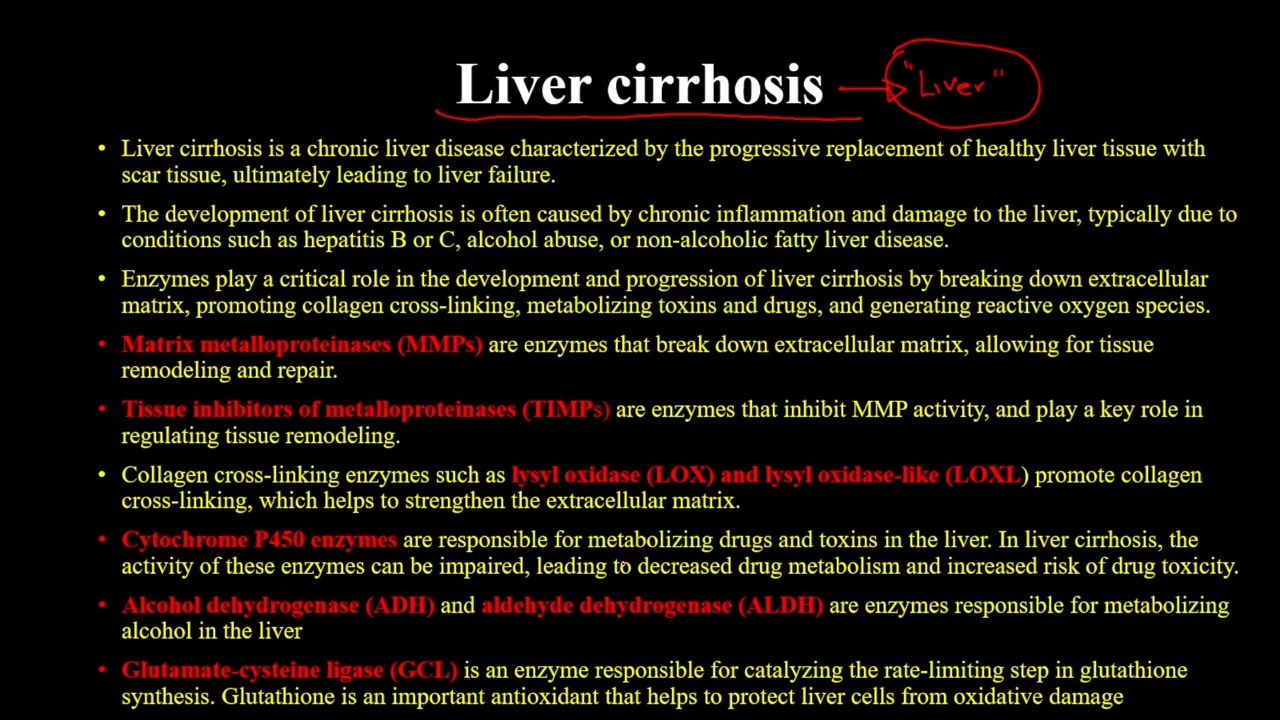 Liver cirrhosis
"Liver"
• Liver cirrhosis is a chronic liver disease characterized by the progressive replacement of healthy liver tissue with
scar tissue, ultimately leading to liver failure.
• The development of liver cirrhosis is often caused by chronic inflammation and damage to the liver, typically due to
conditions such as hepatitis B or C, alcohol abuse, or non-alcoholic fatty liver disease.
• Enzymes play a critical role in the development and progression of liver cirrhosis by breaking down extracellular
matrix, promoting collagen cross-linking, metabolizing toxins and drugs, and generating reactive oxygen species.
• Matrix metalloproteinases (MMPs) are enzymes that break down extracellular matrix, allowing for tissue
remodeling and repair.
• Tissue inhibitors of metalloproteinases (TIMPs) are enzymes that inhibit MMP activity, and play a key role in
regulating tissue remodeling.
• Collagen cross-linking enzymes such as lysyl oxidase (LOX) and lysyl oxidase-like (LOXL) promote collagen
cross-linking, which helps to strengthen the extracellular matrix.
• Cytochrome P450 enzymes are responsible for metabolizing drugs and toxins in the liver. In liver cirrhosis, the
activity of these enzymes can be impaired, leading to decreased drug metabolism and increased risk of drug toxicity.
• Alcohol dehydrogenase (ADH) and aldehyde dehydrogenase (ALDH) are enzymes responsible for metabolizing
alcohol in the liver
• Glutamate-cysteine ligase (GCL) is an enzyme responsible for catalyzing the rate-limiting step in glutathione
synthesis. Glutathione is an important antioxidant that helps to protect liver cells from oxidative damage